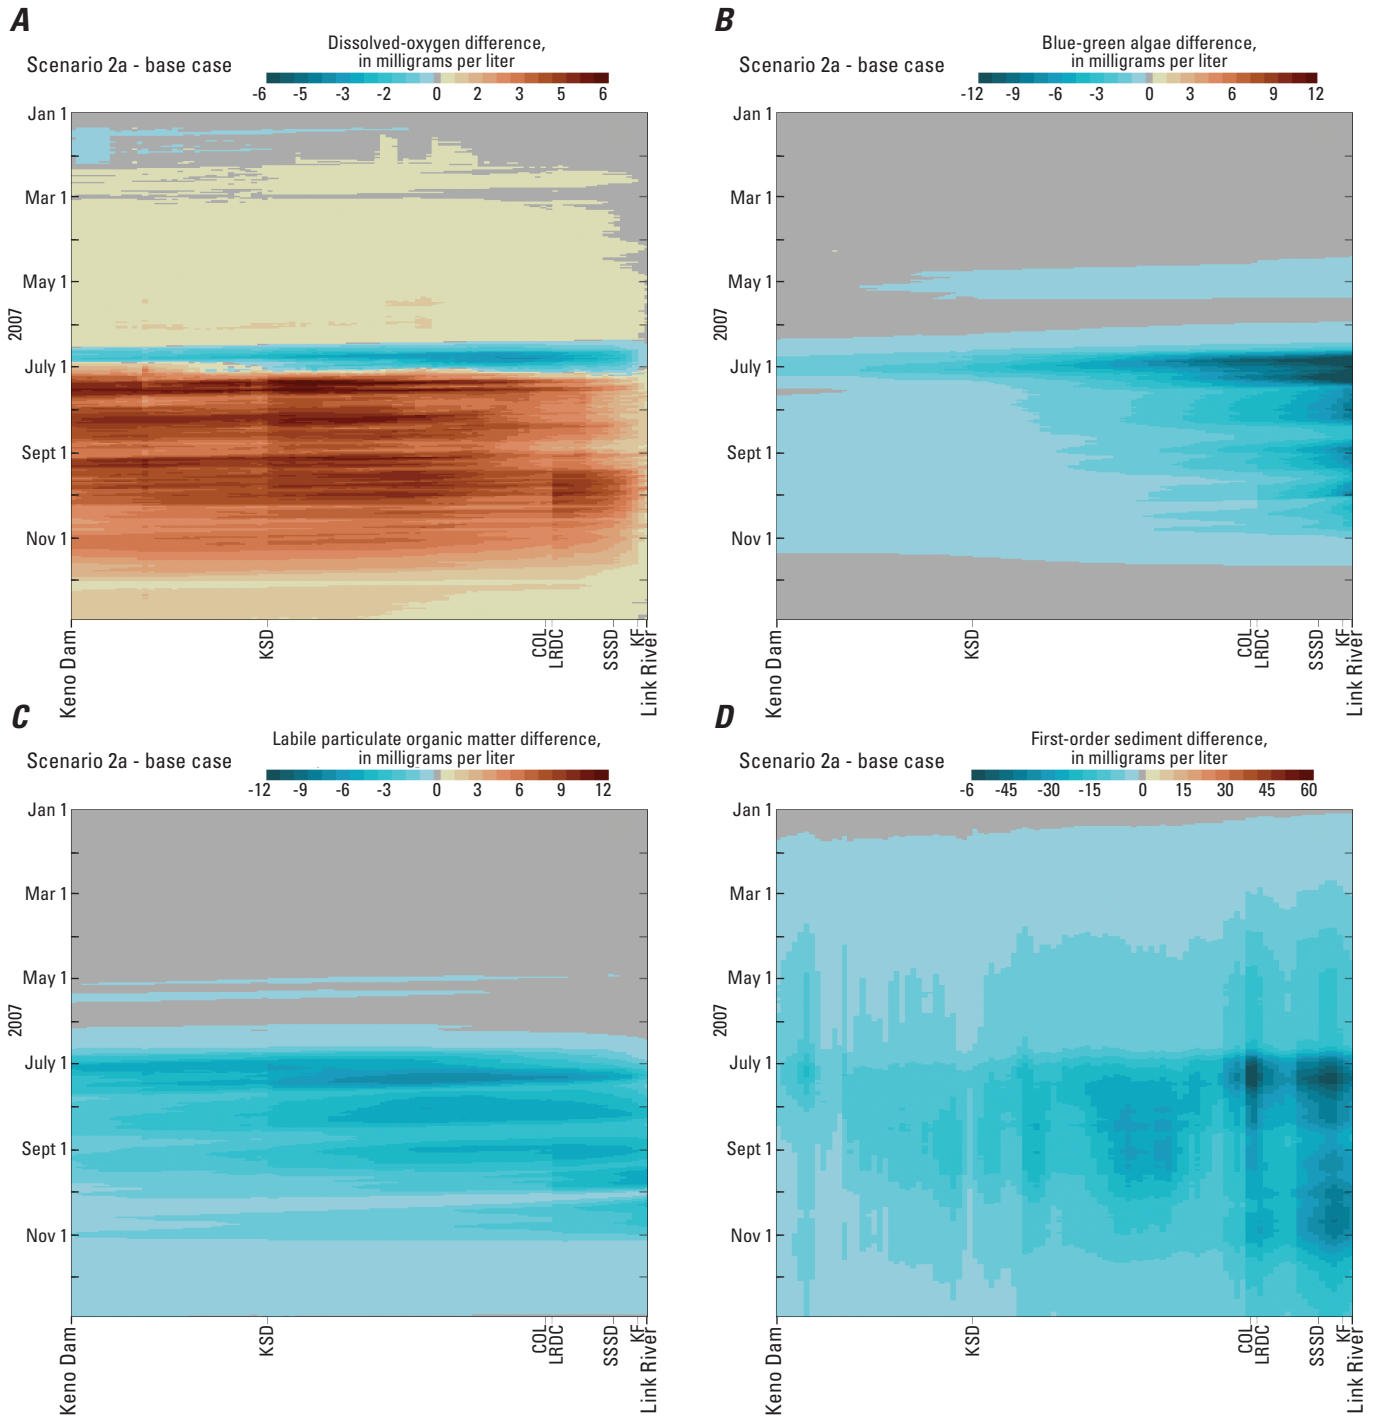 A
Scenario 2a - base case
Dissolved-oxygen difference,
in milligrams per liter
-6 -5 -3 -2 0 2 3 5 6
Jan 1
Mar 1
May 1
2007
July 1
Sept 1
Nov 1
Keno Dam
KSD
COL
LRDC
SSSD
KF
Link River
B
Scenario 2a - base case
Blue-green algae difference,
in milligrams per liter
-12 -9 -6 -3 0 3 6 9 12
Jan 1
Mar 1
May 1
2007
July 1
Sept 1
Nov 1
Keno Dam
KSD
COL
LRDC
SSSD
KF
Link River
C
Scenario 2a - base case
Labile particulate organic matter difference,
in milligrams per liter
-12 -9 -6 -3 0 3 6 9 12
Jan 1
Mar 1
May 1
2007
July 1
Sept 1
Nov 1
Keno Dam
KSD
COL
LRDC
SSSD
KF
Link River
D
Scenario 2a - base case
First-order sediment difference,
in milligrams per liter
-6 -45 -30 -15 0 15 30 45 60
Jan 1
Mar 1
May 1
2007
July 1
Sept 1
Nov 1
Keno Dam
KSD
COL
LRDC
SSSD
KF
Link River